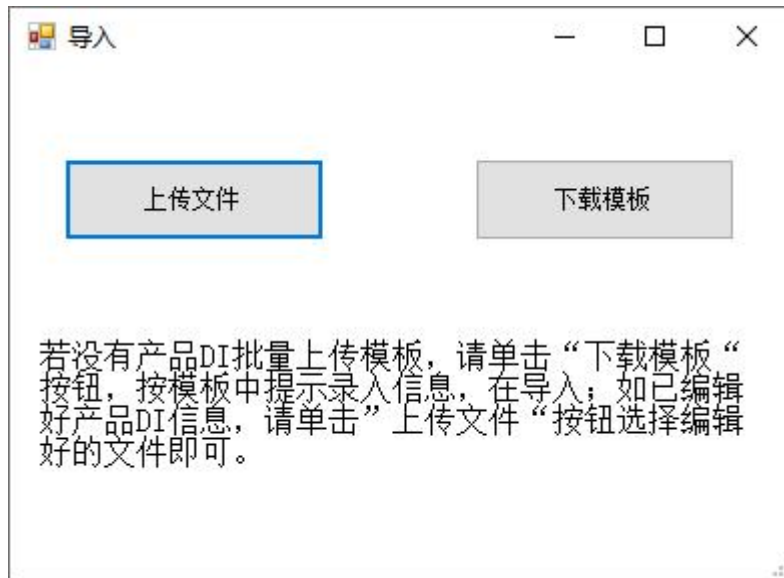 导入
上传文件
下载模板
若没有产品DI批量上传模板，请单击“下载模板“
按钮，按模板中提示录入信息，在导入；如已编辑
好产品DI信息，请单击”上传文件“按钮选择编辑
好的文件即可。